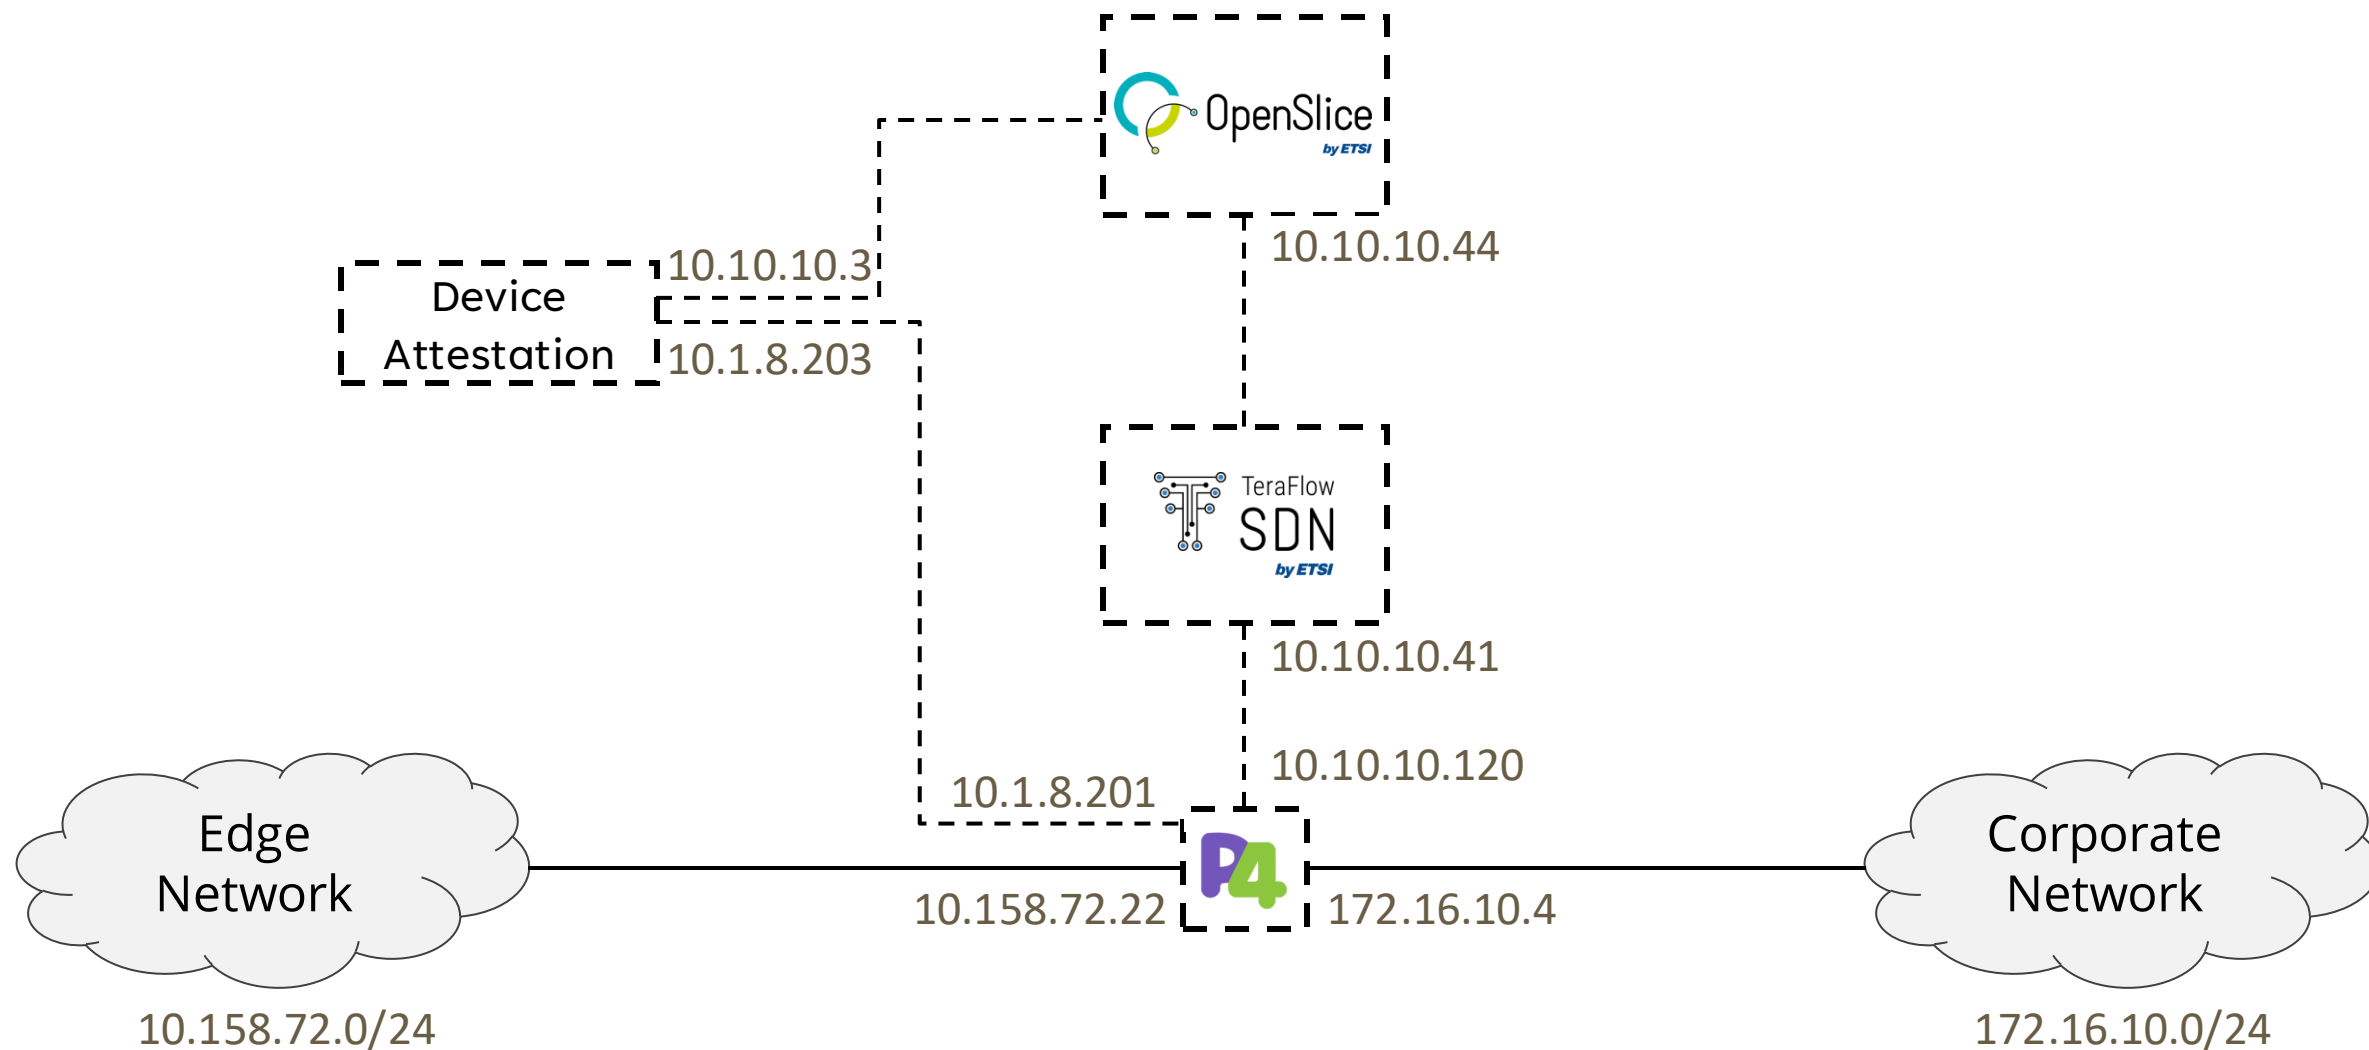 OpenSlice
by ETSI
10.10.10.44
10.10.10.3
Device
Attestation
10.1.8.203
TeraFlow
SDN
by ETSI
10.10.10.41
10.10.10.120
10.1.8.201
Edge
Network
P4
Corporate
Network
10.158.72.22
172.16.10.4
10.158.72.0/24
172.16.10.0/24